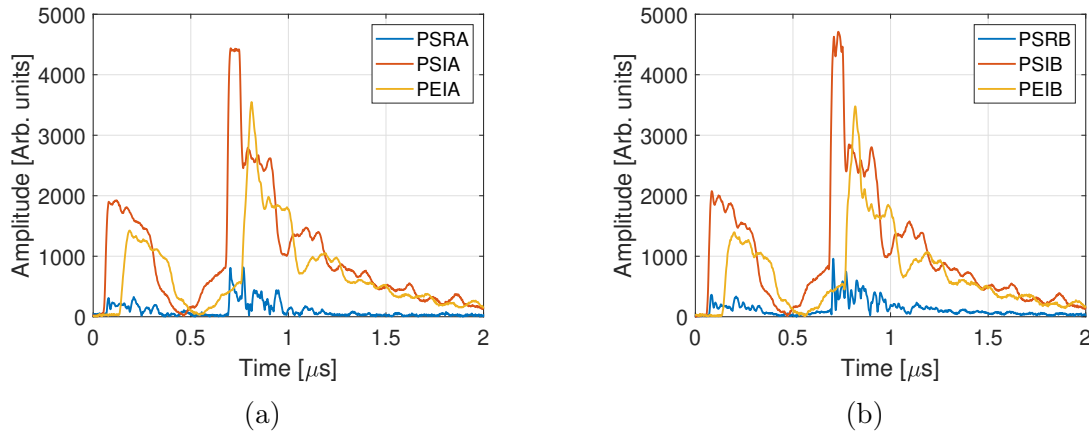 5000
4000
3000
2000
1000
0
Amplitude [Arb. units]
PSRA
PSIA
PEIA
0 0.5 1 1.5 2
Time [μs]
(a)
5000
4000
3000
2000
1000
0
Amplitude [Arb. units]
PSRB
PSIB
PEIB
0 0.5 1 1.5 2
Time [μs]
(b)